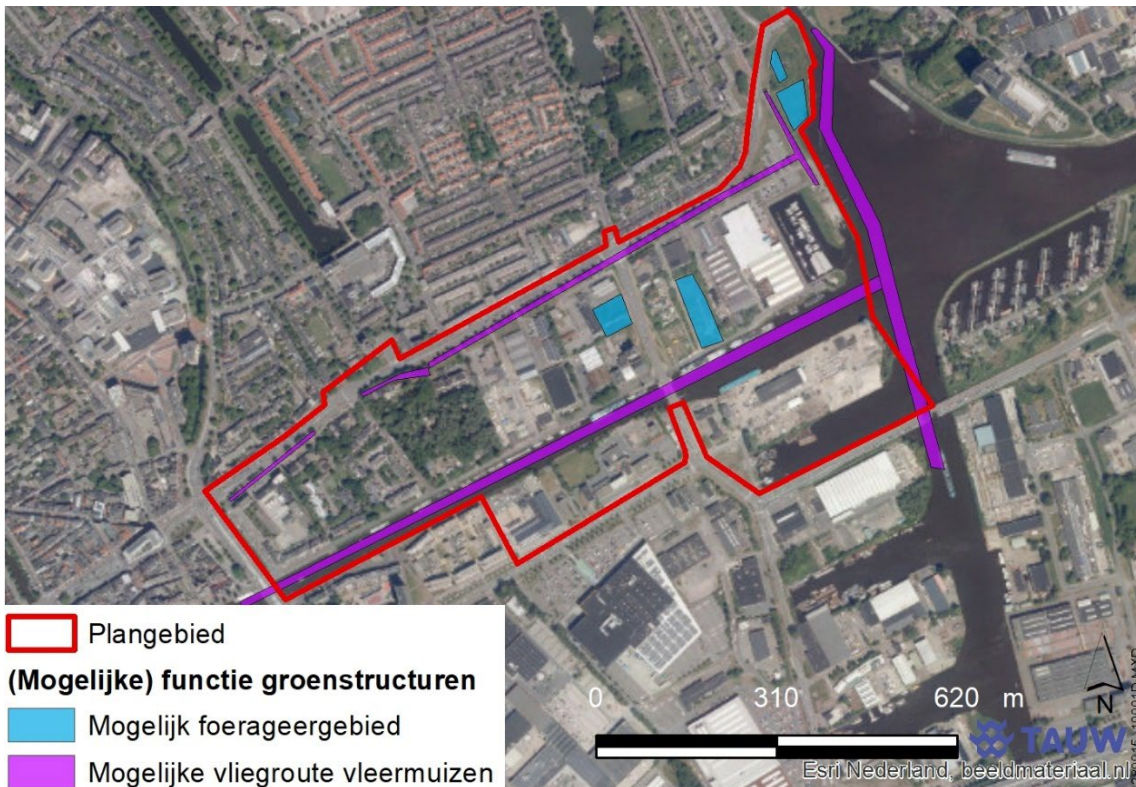 Plangebied
(Mogelijke) functie groenstructuren
Mogelijk foerageergebied
Mogelijke vliegroute vleermuizen
0 310 620 m
N
TAUW
Esri Nederland, beeldmateriaal.nl